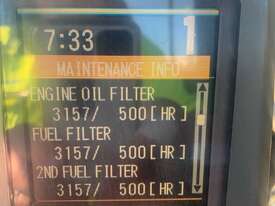 7:33 1
MAINTENANCE INFO
ENGINE OIL FILTER
3157/ 500[HR]
FUEL FILTER
3157/ 500[HR]
2ND FUEL FILTER
3157/ 500[HR]